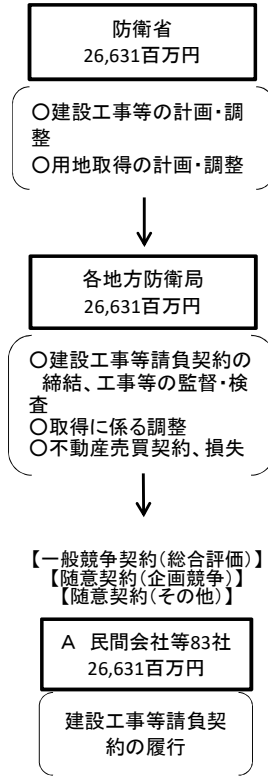 防衛省
26,631百万円
〇建設工事等の計画・調
整
〇用地取得の計画・調整
各地方防衛局
26,631百万円
〇建設工事等請負契約の
締結、工事等の監督・検
査
〇取得に係る調整
〇不動産売買契約、損失
【一般競争契約(総合評価)】
【随意契約(企画競争)】
【随意契約(その他)】
A 民間会社等83社
26,631百万円
建設工事等請負契
約の履行